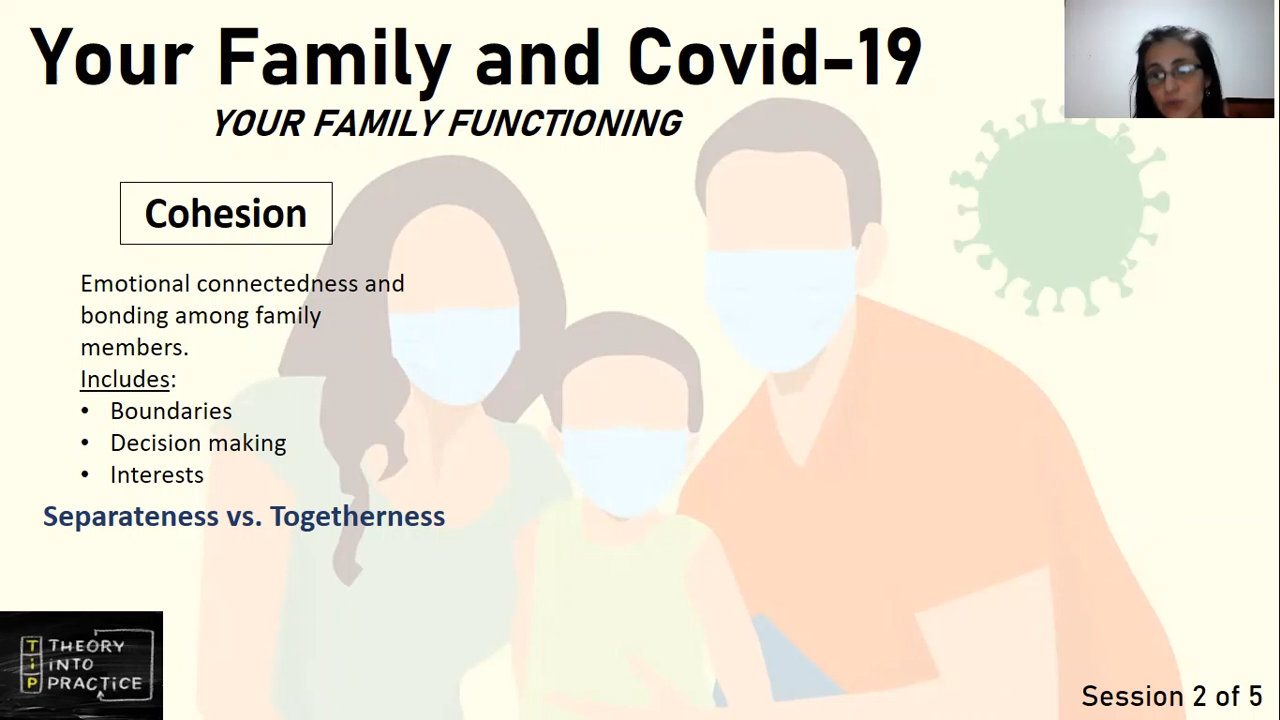 Your Family and Covid-19
YOUR FAMILY FUNCTIONING
Cohesion
Emotional connectedness and
bonding among family
members.
Includes:
• Boundaries
• Decision making
• Interests
Separateness vs. Togetherness
T THEORY
i INTO
P PRACTiCE
Session 2 of 5